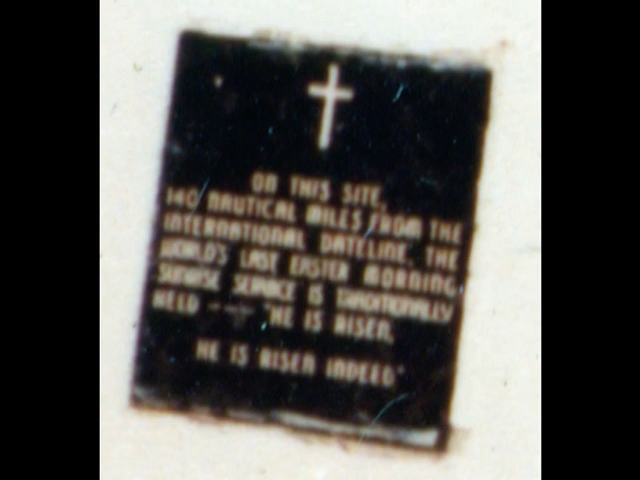 ON THIS SITE,
140 NAUTICAL MILES FROM THE
INTERNATIONAL DATELINE, THE
WORLD'S LAST EASTER MORNING
SUNRISE SERVICE IS TRADITIONALLY
HELD --- "HE IS RISEN,
HE IS RISEN INDEED"